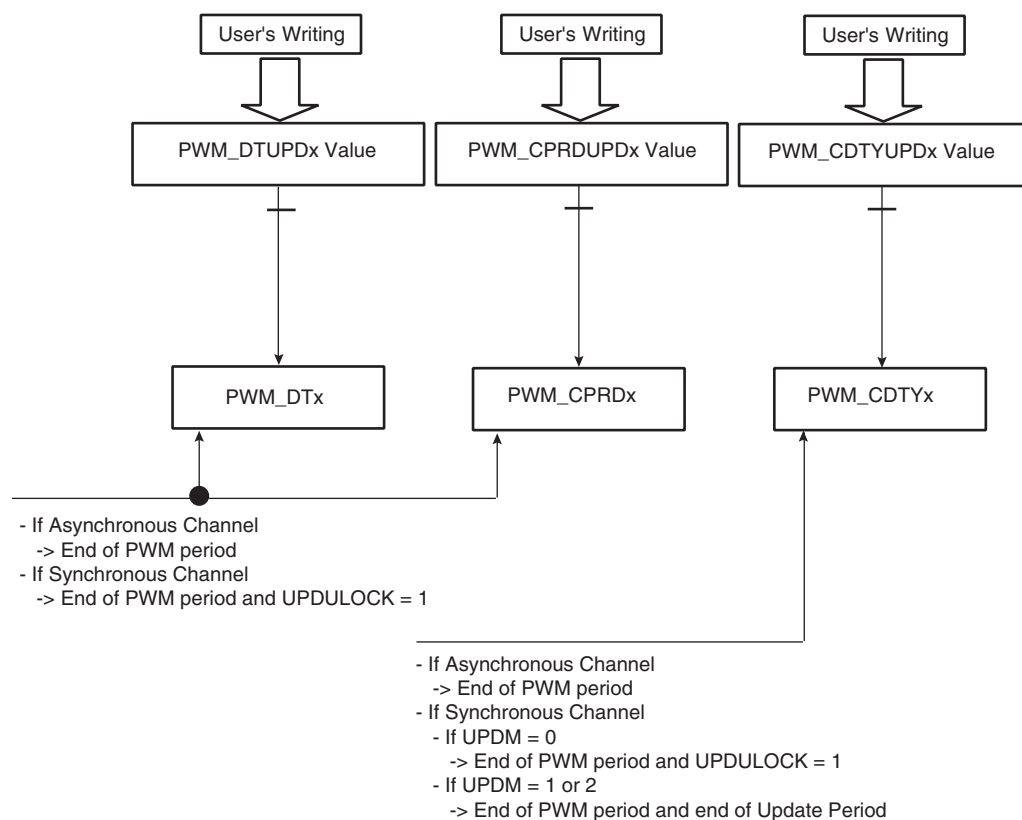 User's Writing
User's Writing
User's Writing
PWM_DTUPDx Value
PWM_CPRDUPDx Value
PWM_CDTYUPDx Value
PWM_DTx
PWM_CPRDx
PWM_CDTYx
- If Asynchronous Channel
-> End of PWM period
- If Synchronous Channel
-> End of PWM period and UPDULOCK = 1
- If Asynchronous Channel
-> End of PWM period
- If Synchronous Channel
- If UPDM = 0
-> End of PWM period and UPDULOCK = 1
- If UPDM = 1 or 2
-> End of PWM period and end of Update Period